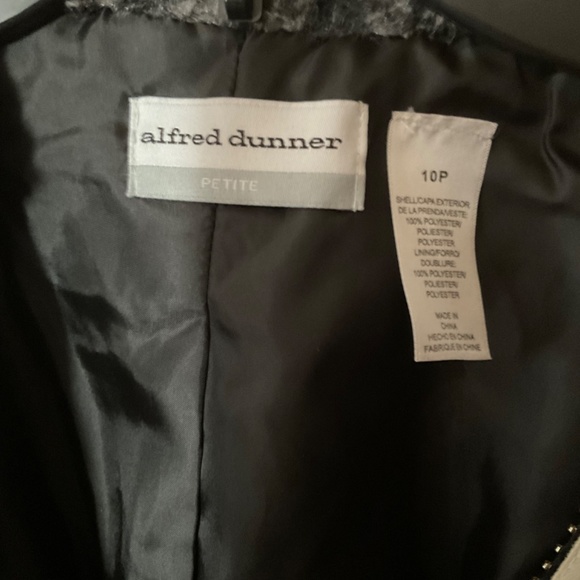 alfred dunner
PETITE
10P
SHELL/CAPA EXTERIOR
DE LA PRENDA/VESTE/
100% POLYESTER/
POLIESTER/
POLYESTER
LINING/FORRO/
DOUBLURE:
100% POLYESTER/
POLIESTER/
POLYESTER
MADE IN
CHINA
HECHO EN CHINA
FABRIQUE EN CHINE